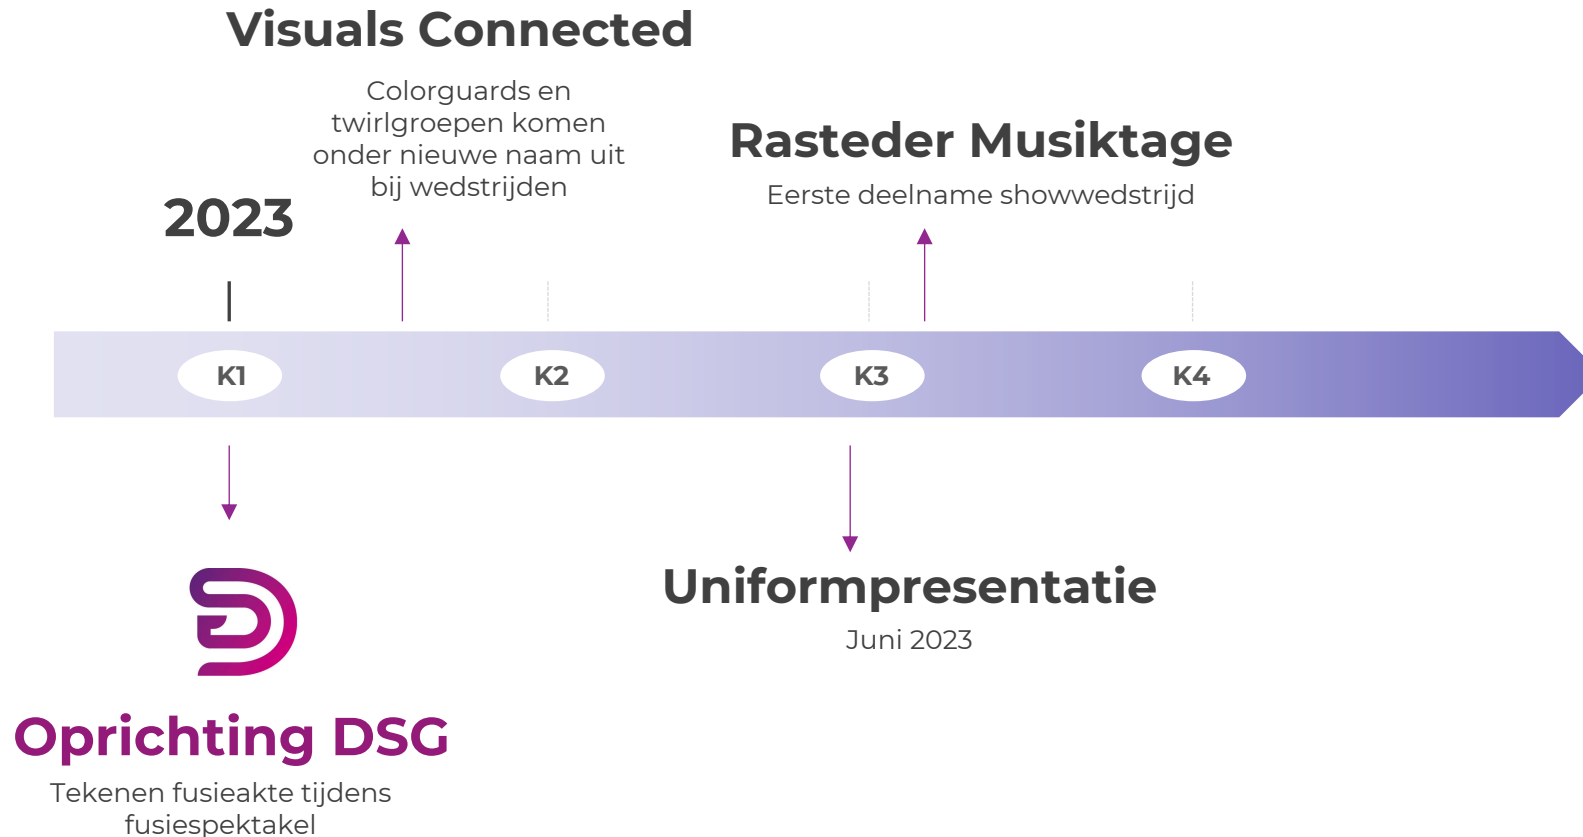 Visuals Connected
Colorguards en
twirlgroepen komen
onder nieuwe naam uit
bij wedstrijden
Rasteder Musiktage
Eerste deelname showwedstrijd
2023
K1
K2
K3
K4
Uniformpresentatie
Juni 2023
Oprichting DSG
Tekenen fusieakte tijdens
fusiespektakel